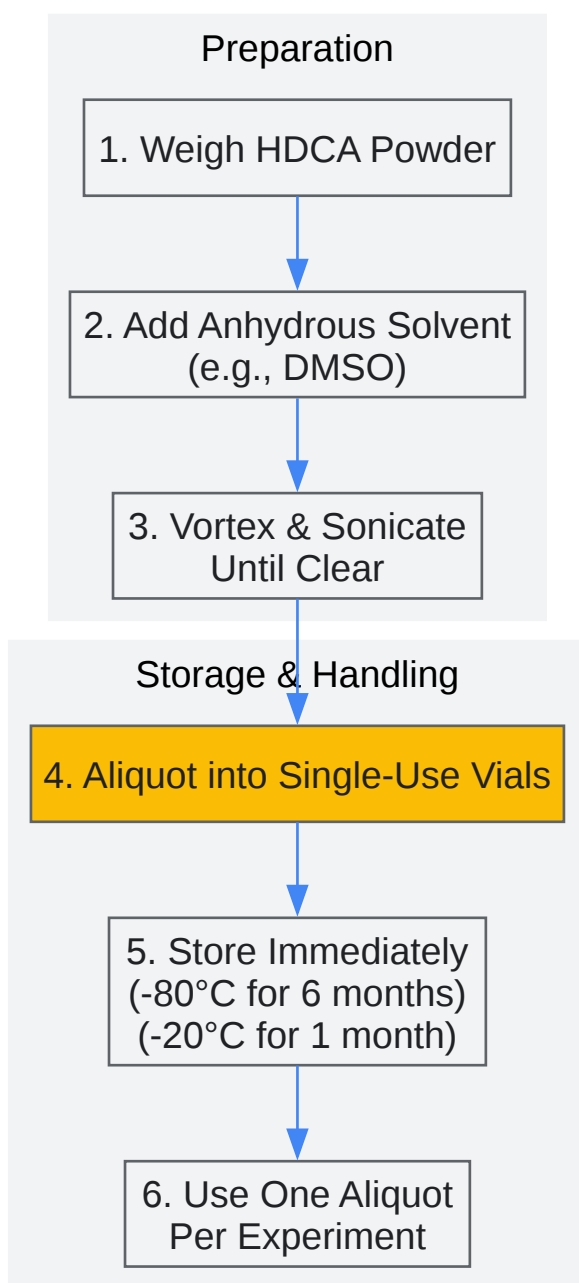 Preparation
1. Weigh HDCA Powder
2. Add Anhydrous Solvent
(e.g., DMSO)
3. Vortex & Sonicate
Until Clear
Storage & Handling
4. Aliquot into Single-Use Vials
5. Store Immediately
(-80°C for 6 months)
(-20°C for 1 month)
6. Use One Aliquot
Per Experiment